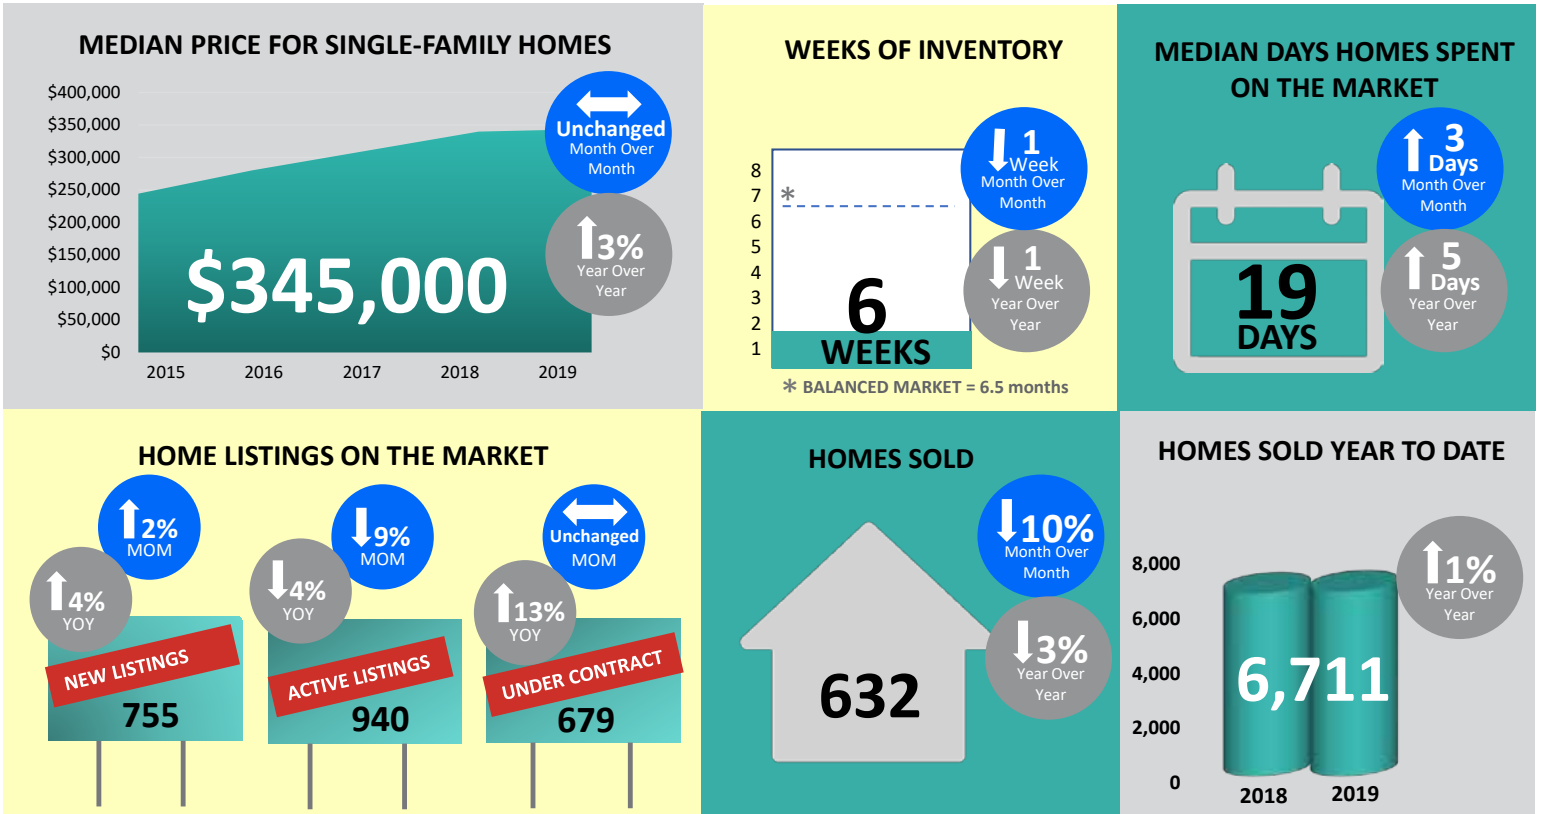 MEDIAN PRICE FOR SINGLE-FAMILY HOMES
$400,000
$350,000
$300,000
$250,000
$200,000
$150,000
$100,000
$50,000
$0
2015 2016 2017 2018 2019
$345,000
Unchanged
Month Over
Month
3%
Year Over
Year
WEEKS OF INVENTORY
8
7
6
5
4
3
2
1
*
6
WEEKS
1
Week
Month Over
Month
1
Week
Year Over
Year
* BALANCED MARKET = 6.5 months
MEDIAN DAYS HOMES SPENT
ON THE MARKET
19
DAYS
3
Days
Month Over
Month
5
Days
Year Over
Year
HOME LISTINGS ON THE MARKET
2%
MOM
4%
YOY
NEW LISTINGS
755
9%
MOM
4%
YOY
ACTIVE LISTINGS
940
Unchanged
MOM
13%
YOY
UNDER CONTRACT
679
HOMES SOLD
10%
Month Over
Month
3%
Year Over
Year
632
HOMES SOLD YEAR TO DATE
8,000
6,000
4,000
2,000
0
6,711
2018 2019
1%
Year Over
Year